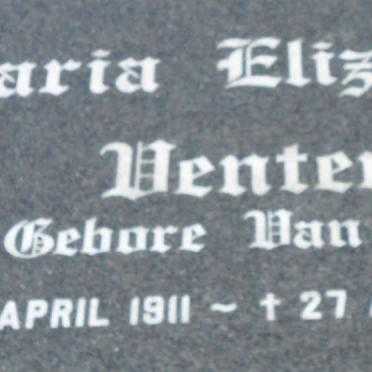 aria Eliz
Venter
Gebore Van
APRIL 1911 ~ † 27